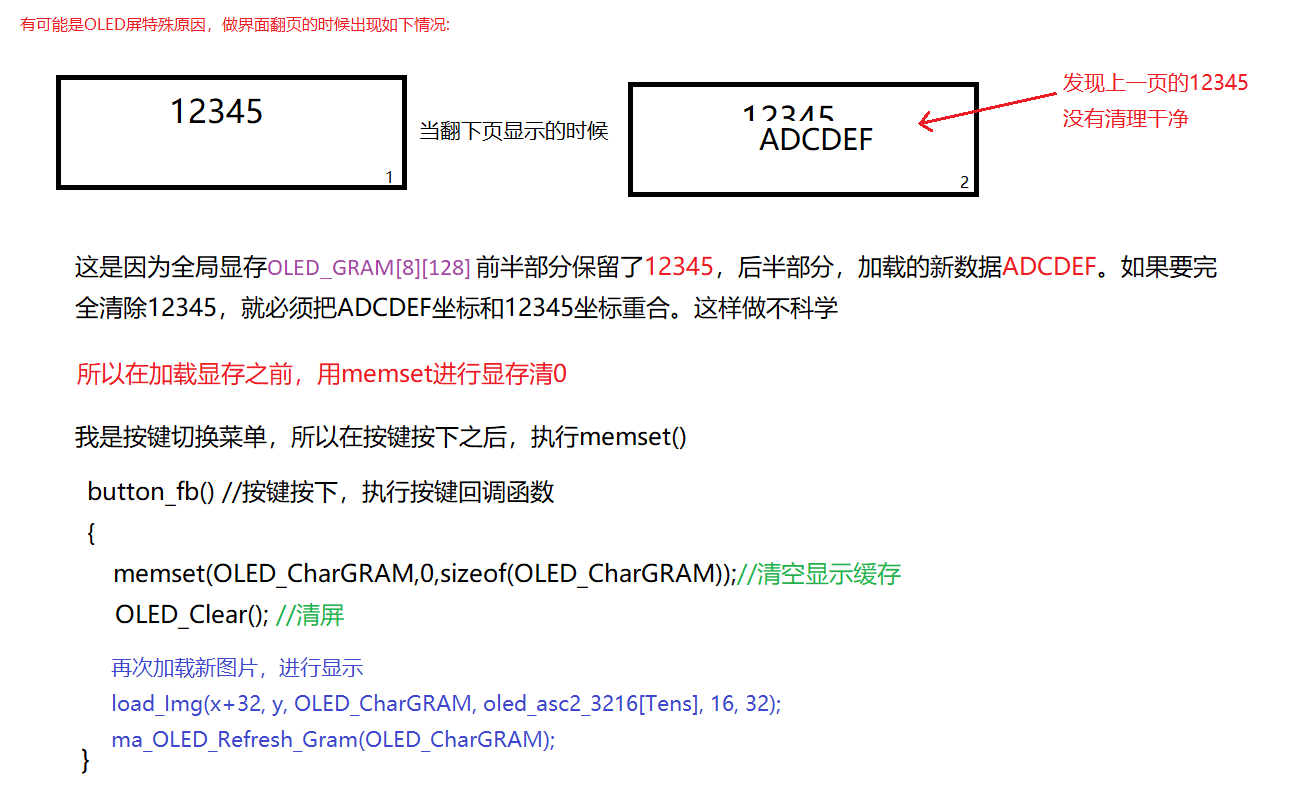 有可能是OLED屏特殊原因，做界面翻页的时候出现如下情况:
12345
1
当翻下页显示的时候
12345
ADCDEF
2
发现上一页的12345
没有清理干净
这是因为全局显存OLED_GRAM[8][128] 前半部分保留了12345，后半部分，加载的新数据ADCDEF。如果要完
全清除12345，就必须把ADCDEF坐标和12345坐标重合。这样做不科学
所以在加载显存之前，用memset进行显存清0
我是按键切换菜单，所以在按键按下之后，执行memset()
button_fb() //按键按下，执行按键回调函数
{
memset(OLED_CharGRAM,0,sizeof(OLED_CharGRAM));//清空显示缓存
OLED_Clear(); //清屏
再次加载新图片，进行显示
load_Img(x+32, y, OLED_CharGRAM, oled_asc2_3216[Tens], 16, 32);
ma_OLED_Refresh_Gram(OLED_CharGRAM);
}